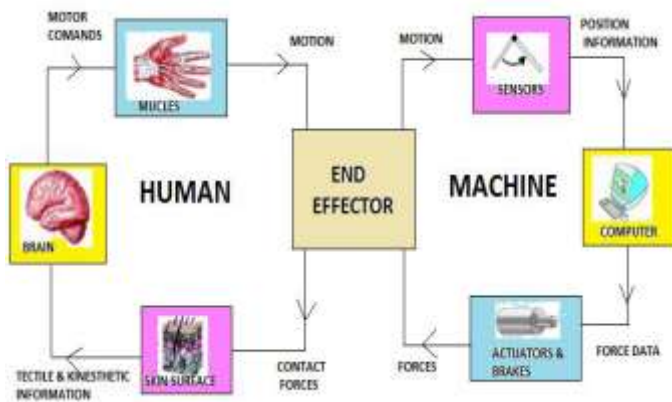 MOTOR
COMANDS
MUCLES
MOTION
MOTION
SENSORS
POSITION
INFORMATION
HUMAN
END
EFFECTOR
MACHINE
BRAIN
COMPUTER
TECTILE & KINESTHETIC
INFORMATION
SKIN SURFACE
CONTACT
FORCES
FORCES
ACTUATORS &
BRAKES
FORCE DATA